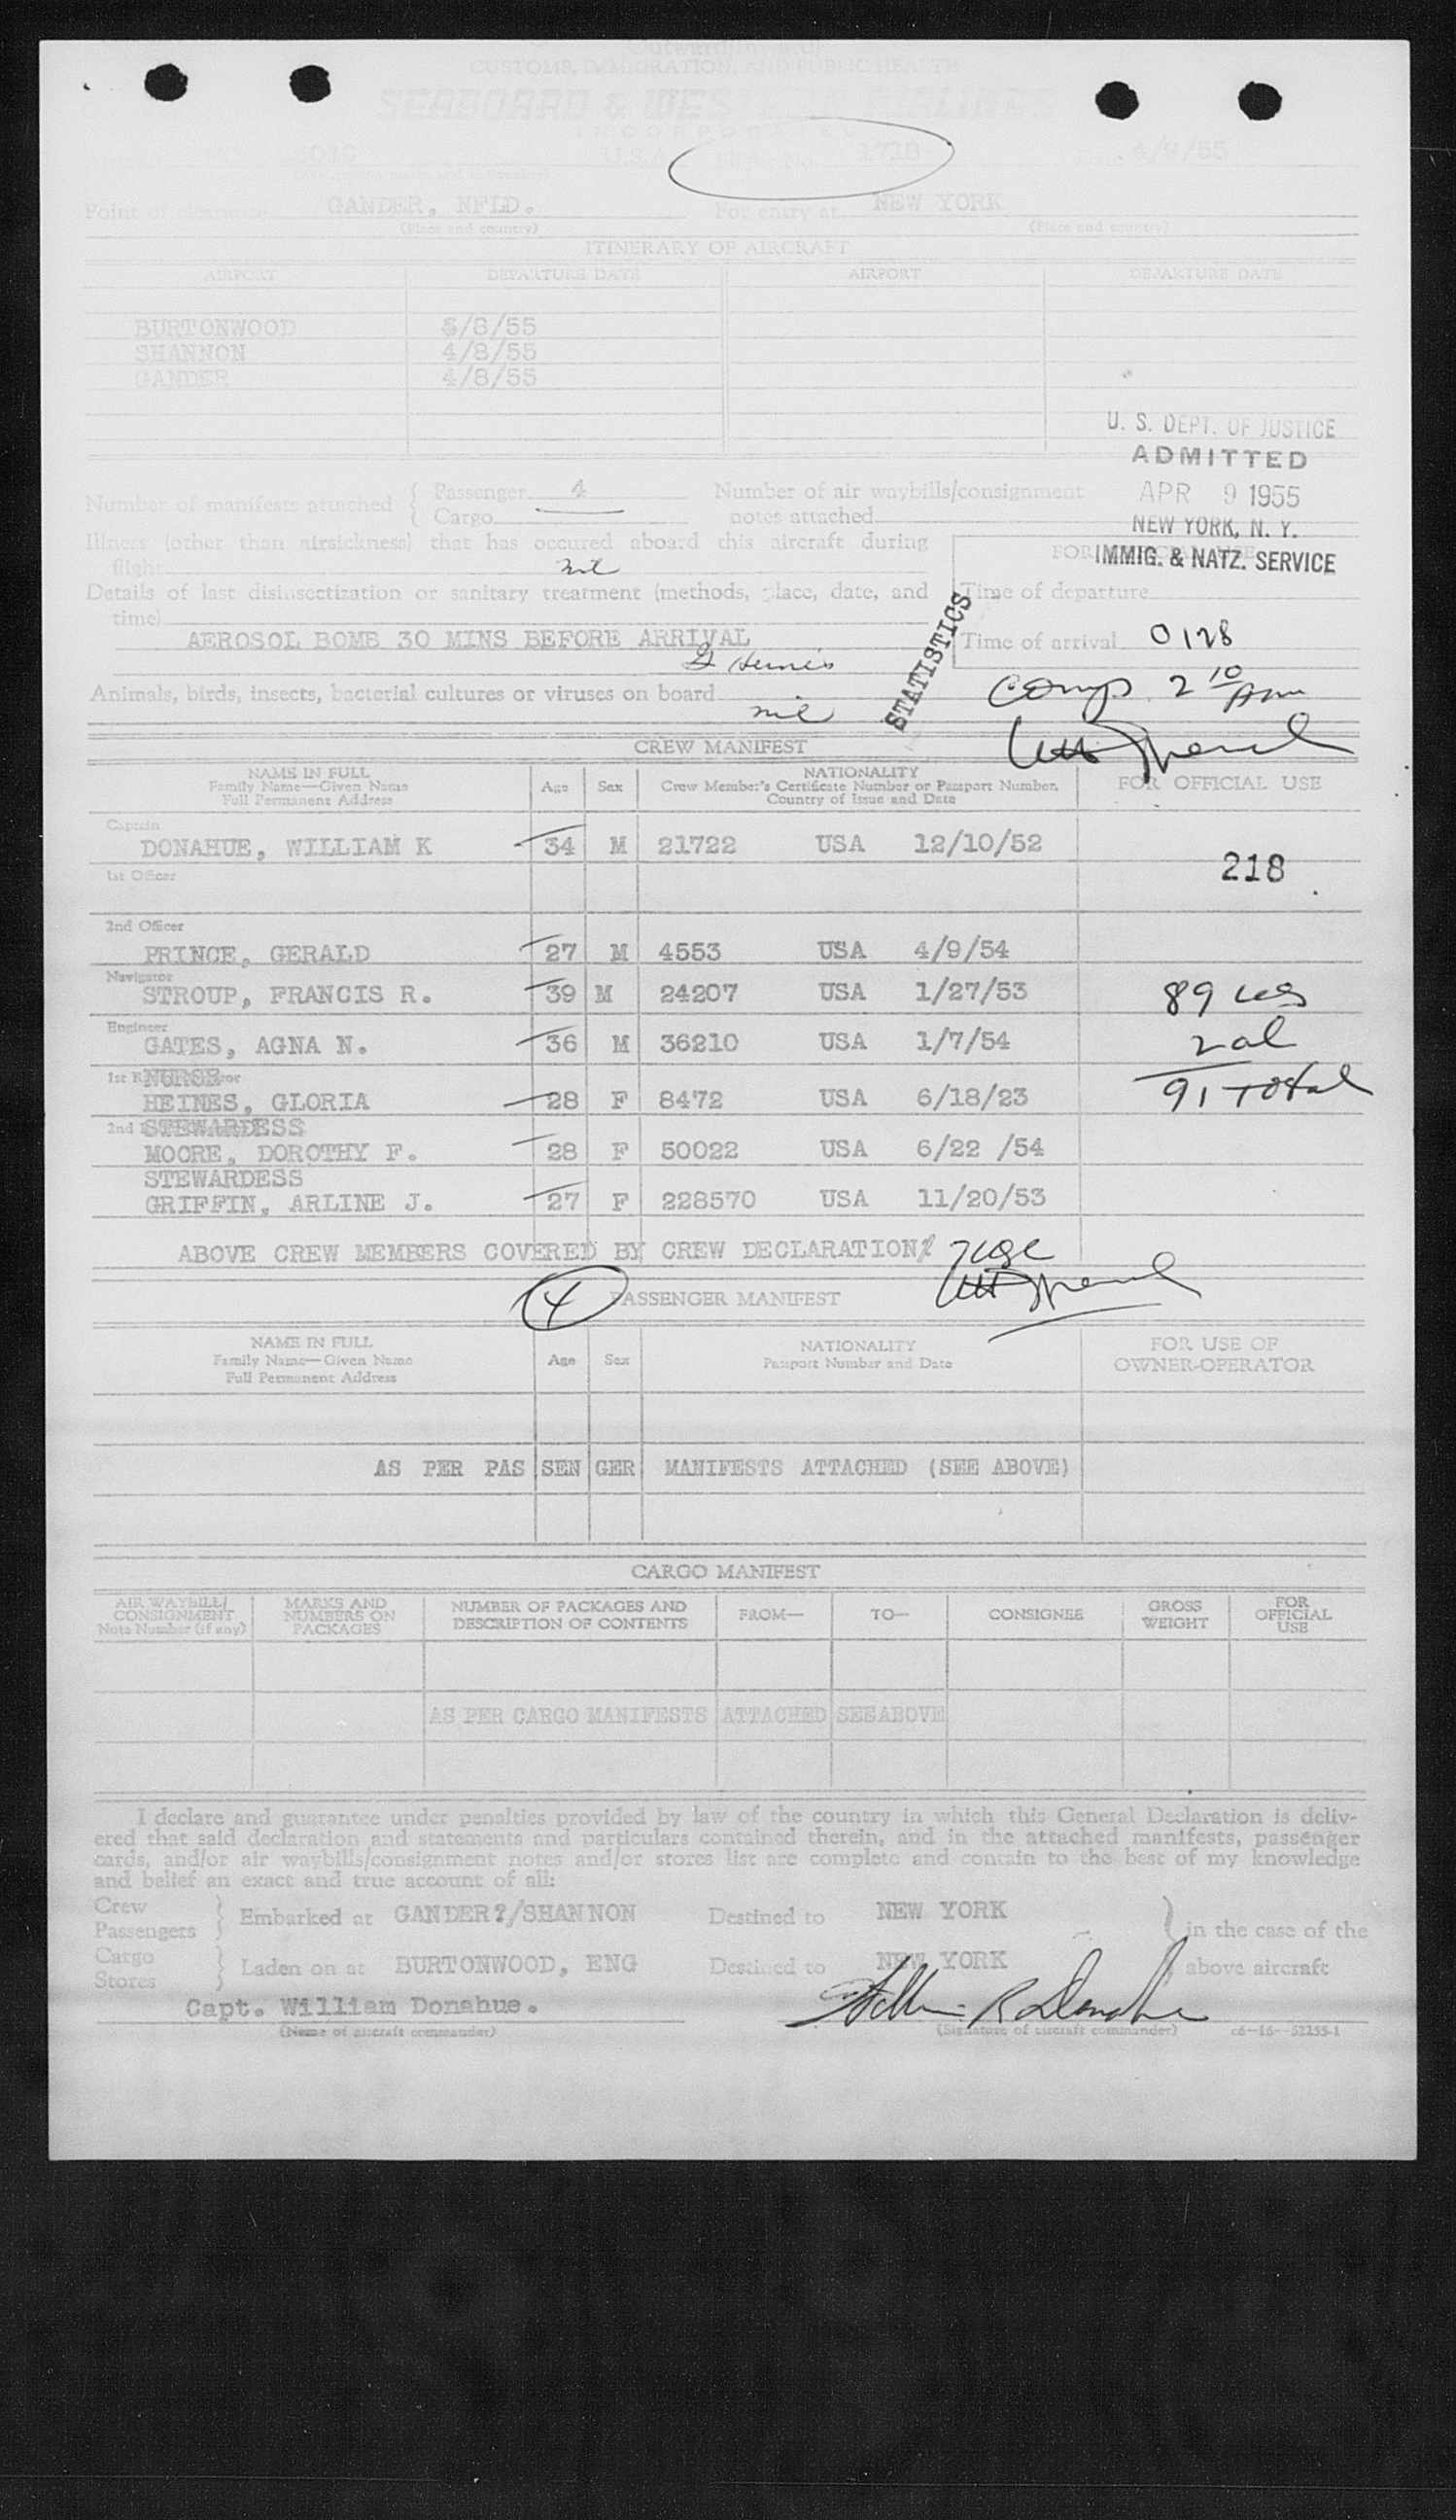 CUSTOMS, IMMIGRATION, AND PUBLIC HEALTH
SEABOARD & WESTERN AIRLINES
INCORPORATED
U.S.A. 1718 4/9/55
Point of clearance GANDER, NFLD. For entry at NEW YORK
(Place and country) (Place and country)
ITINERARY OF AIRCRAFT
AIRPORT DEPARTURE DATE AIRPORT DEPARTURE DATE
BURTONWOOD 8/8/55
SHANNON 4/8/55
GANDER 4/8/55
U. S. DEPT. OF JUSTICE
ADMITTED
APR 9 1955
NEW YORK, N. Y.
IMMIG. & NATZ. SERVICE
Number of manifests attached { Passenger 4
Cargo
Number of air waybills/consignment
notes attached
Illness (other than airsickness) that has occured aboard this aircraft during
flight nil
FOR OFFICIAL USE
Details of last disinsectization or sanitary treatment (methods, place, date, and
time)
Time of departure
AEROSOL BOMB 30 MINS BEFORE ARRIVAL
Time of arrival 0128
STATISTICS
Animals, birds, insects, bacterial cultures or viruses on board nil
Comp 2 10 Am
CREW MANIFEST
NAME IN FULL
Family Name—Given Name
Full Permanent Address
Age Sex
NATIONALITY
Crew Member's Certificate Number or Passport Number,
Country of Issue and Date
FOR OFFICIAL USE
Captain
DONAHUE, WILLIAM K 34 M 21722 USA 12/10/52
218
1st Officer
2nd Officer
PRINCE, GERALD 27 M 4553 USA 4/9/54
Navigator
STROUP, FRANCIS R. 39 M 24207 USA 1/27/53
89 ucs
Engineer
GATES, AGNA N. 36 M 36210 USA 1/7/54
2 al
NURSE
HEINES, GLORIA 28 F 8472 USA 6/18/23
91 Total
STEWARDESS
MOORE, DOROTHY F. 28 F 50022 USA 6/22 /54
STEWARDESS
GRIFFIN, ARLINE J. 27 F 228570 USA 11/20/53
ABOVE CREW MEMBERS COVERED BY CREW DECLARATION
4 PASSENGER MANIFEST
NAME IN FULL
Family Name—Given Name
Full Permanent Address
Age Sex
NATIONALITY
Passport Number and Date
FOR USE OF
OWNER-OPERATOR
AS PER PAS SEN GER MANIFESTS ATTACHED (SEE ABOVE)
CARGO MANIFEST
AIR WAYBILL/
CONSIGNMENT
Note Number (if any)
MARKS AND
NUMBERS ON
PACKAGES
NUMBER OF PACKAGES AND
DESCRIPTION OF CONTENTS
FROM— TO— CONSIGNEE
GROSS
WEIGHT
FOR
OFFICIAL
USE
AS PER CARGO MANIFESTS ATTACHED SEEABOVE
I declare and guarantee under penalties provided by law of the country in which this General Declaration is deliv-
ered that said declaration and statements and particulars contained therein, and in the attached manifests, passenger
cards, and/or air waybills/consignment notes and/or stores list are complete and contain to the best of my knowledge
and belief an exact and true account of all:
Crew
Passengers } Embarked at GANDER?/SHANNON Destined to NEW YORK } in the case of the
Cargo
Stores } Laden on at BURTONWOOD, ENG Destined to NEW YORK above aircraft
Capt. William Donahue.
(Name of aircraft commander) (Signature of aircraft commander)